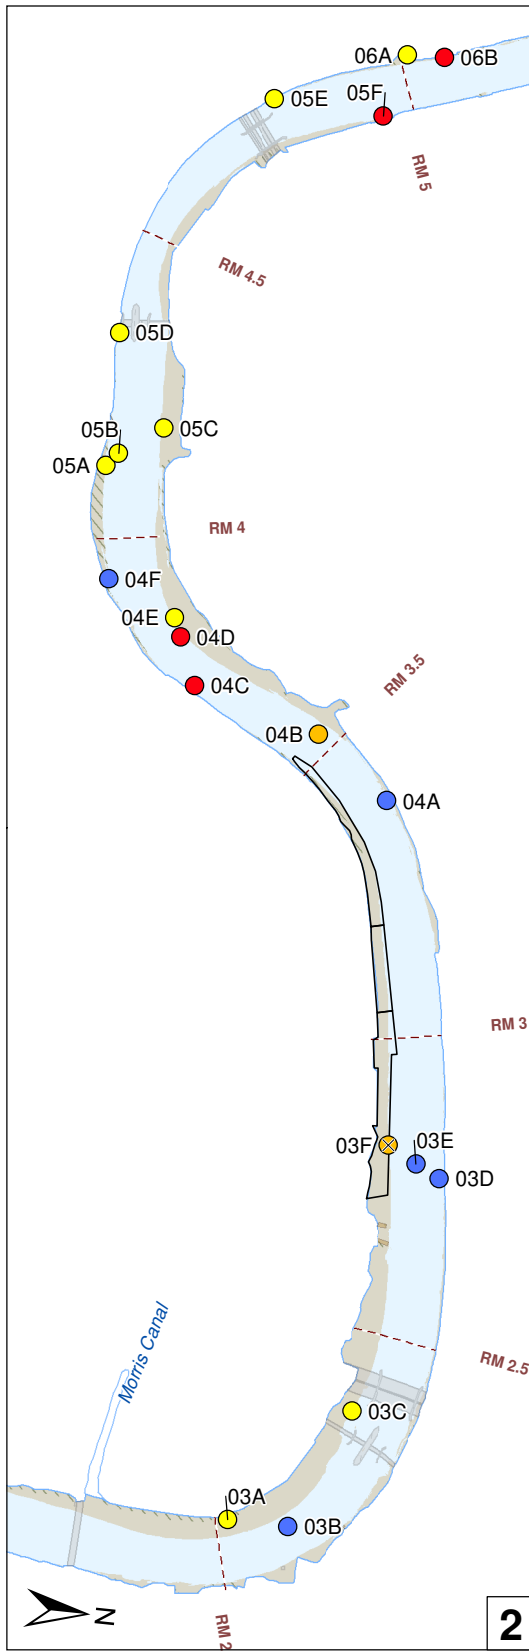 06A
06B
05E
05F
RM 5
RM 4.5
05D
05B
05C
05A
RM 4
04F
04E
04D
04C
RM 3.5
04B
04A
RM 3
03F
03E
03D
RM 2.5
Morris Canal
03C
03A
03B
RM 2
N
2